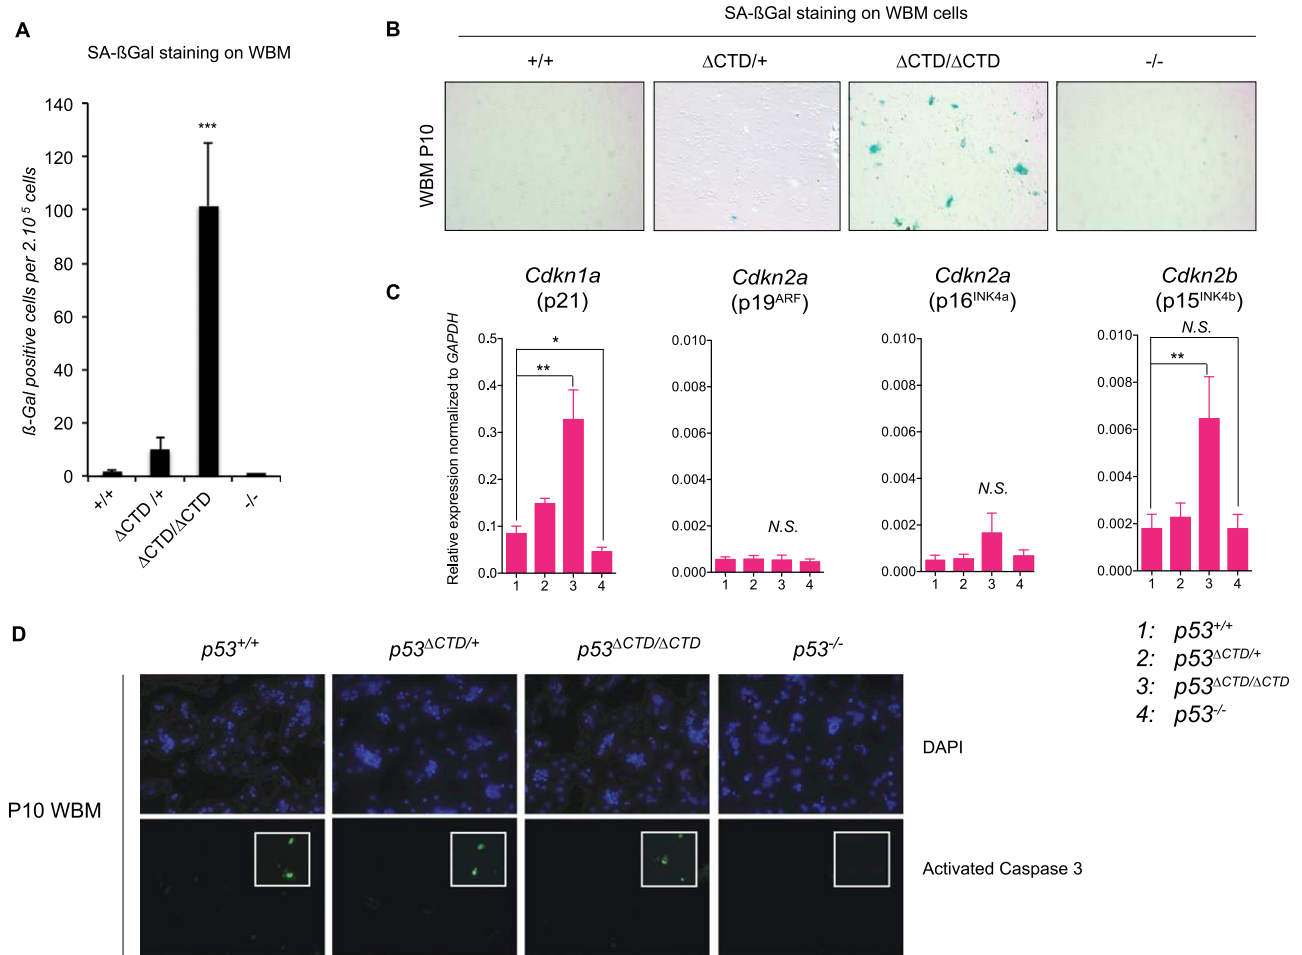 A
SA-ßGal staining on WBM
ß-Gal positive cells per 2.10 5 cells
140
120
100
80
60
40
20
0
***
+/+
ΔCTD /+
ΔCTD/ΔCTD
-/-
B
SA-ßGal staining on WBM cells
+/+
ΔCTD/+
ΔCTD/ΔCTD
-/-
WBM P10
C
Relative expression normalized to GAPDH
Cdkn1a
(p21)
0.5
0.4
0.3
0.2
0.1
0.0
*
**
1 2 3 4
Cdkn2a
(p19ARF)
0.010
0.008
0.006
0.004
0.002
0.000
N.S.
1 2 3 4
Cdkn2a
(p16INK4a)
0.010
0.008
0.006
0.004
0.002
0.000
N.S.
1 2 3 4
Cdkn2b
(p15INK4b)
0.010
0.008
0.006
0.004
0.002
0.000
N.S.
**
1 2 3 4
1: p53+/+
2: p53ΔCTD/+
3: p53ΔCTD/ΔCTD
4: p53-/-
D
p53+/+
p53ΔCTD/+
p53ΔCTD/ΔCTD
p53-/-
P10 WBM
DAPI
Activated Caspase 3